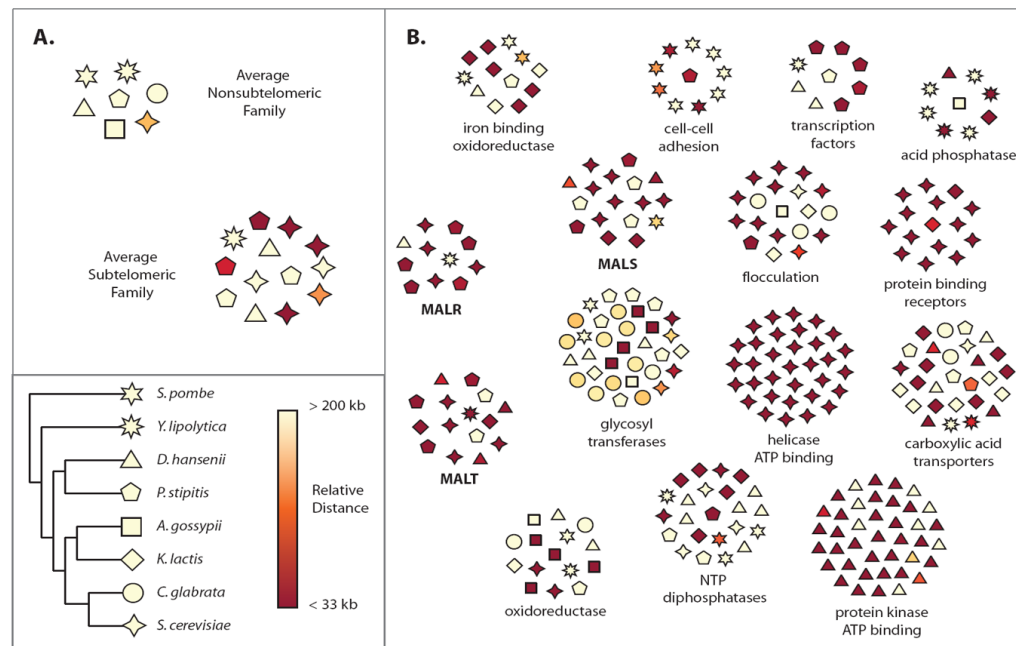 A.
Average
Nonsubtelomeric
Family
Average
Subtelomeric
Family
S. pombe
Y. lipolytica
D. hansenii
P. stipitis
A. gossypii
K. lactis
C. glabrata
S. cerevisiae
> 200 kb
Relative
Distance
< 33 kb
B.
iron binding
oxidoreductase
cell-cell
adhesion
transcription
factors
acid phosphatase
MALR
MALS
flocculation
protein binding
receptors
MALT
glycosyl
transferases
helicase
ATP binding
carboxylic acid
transporters
oxidoreductase
NTP
diphosphatases
protein kinase
ATP binding